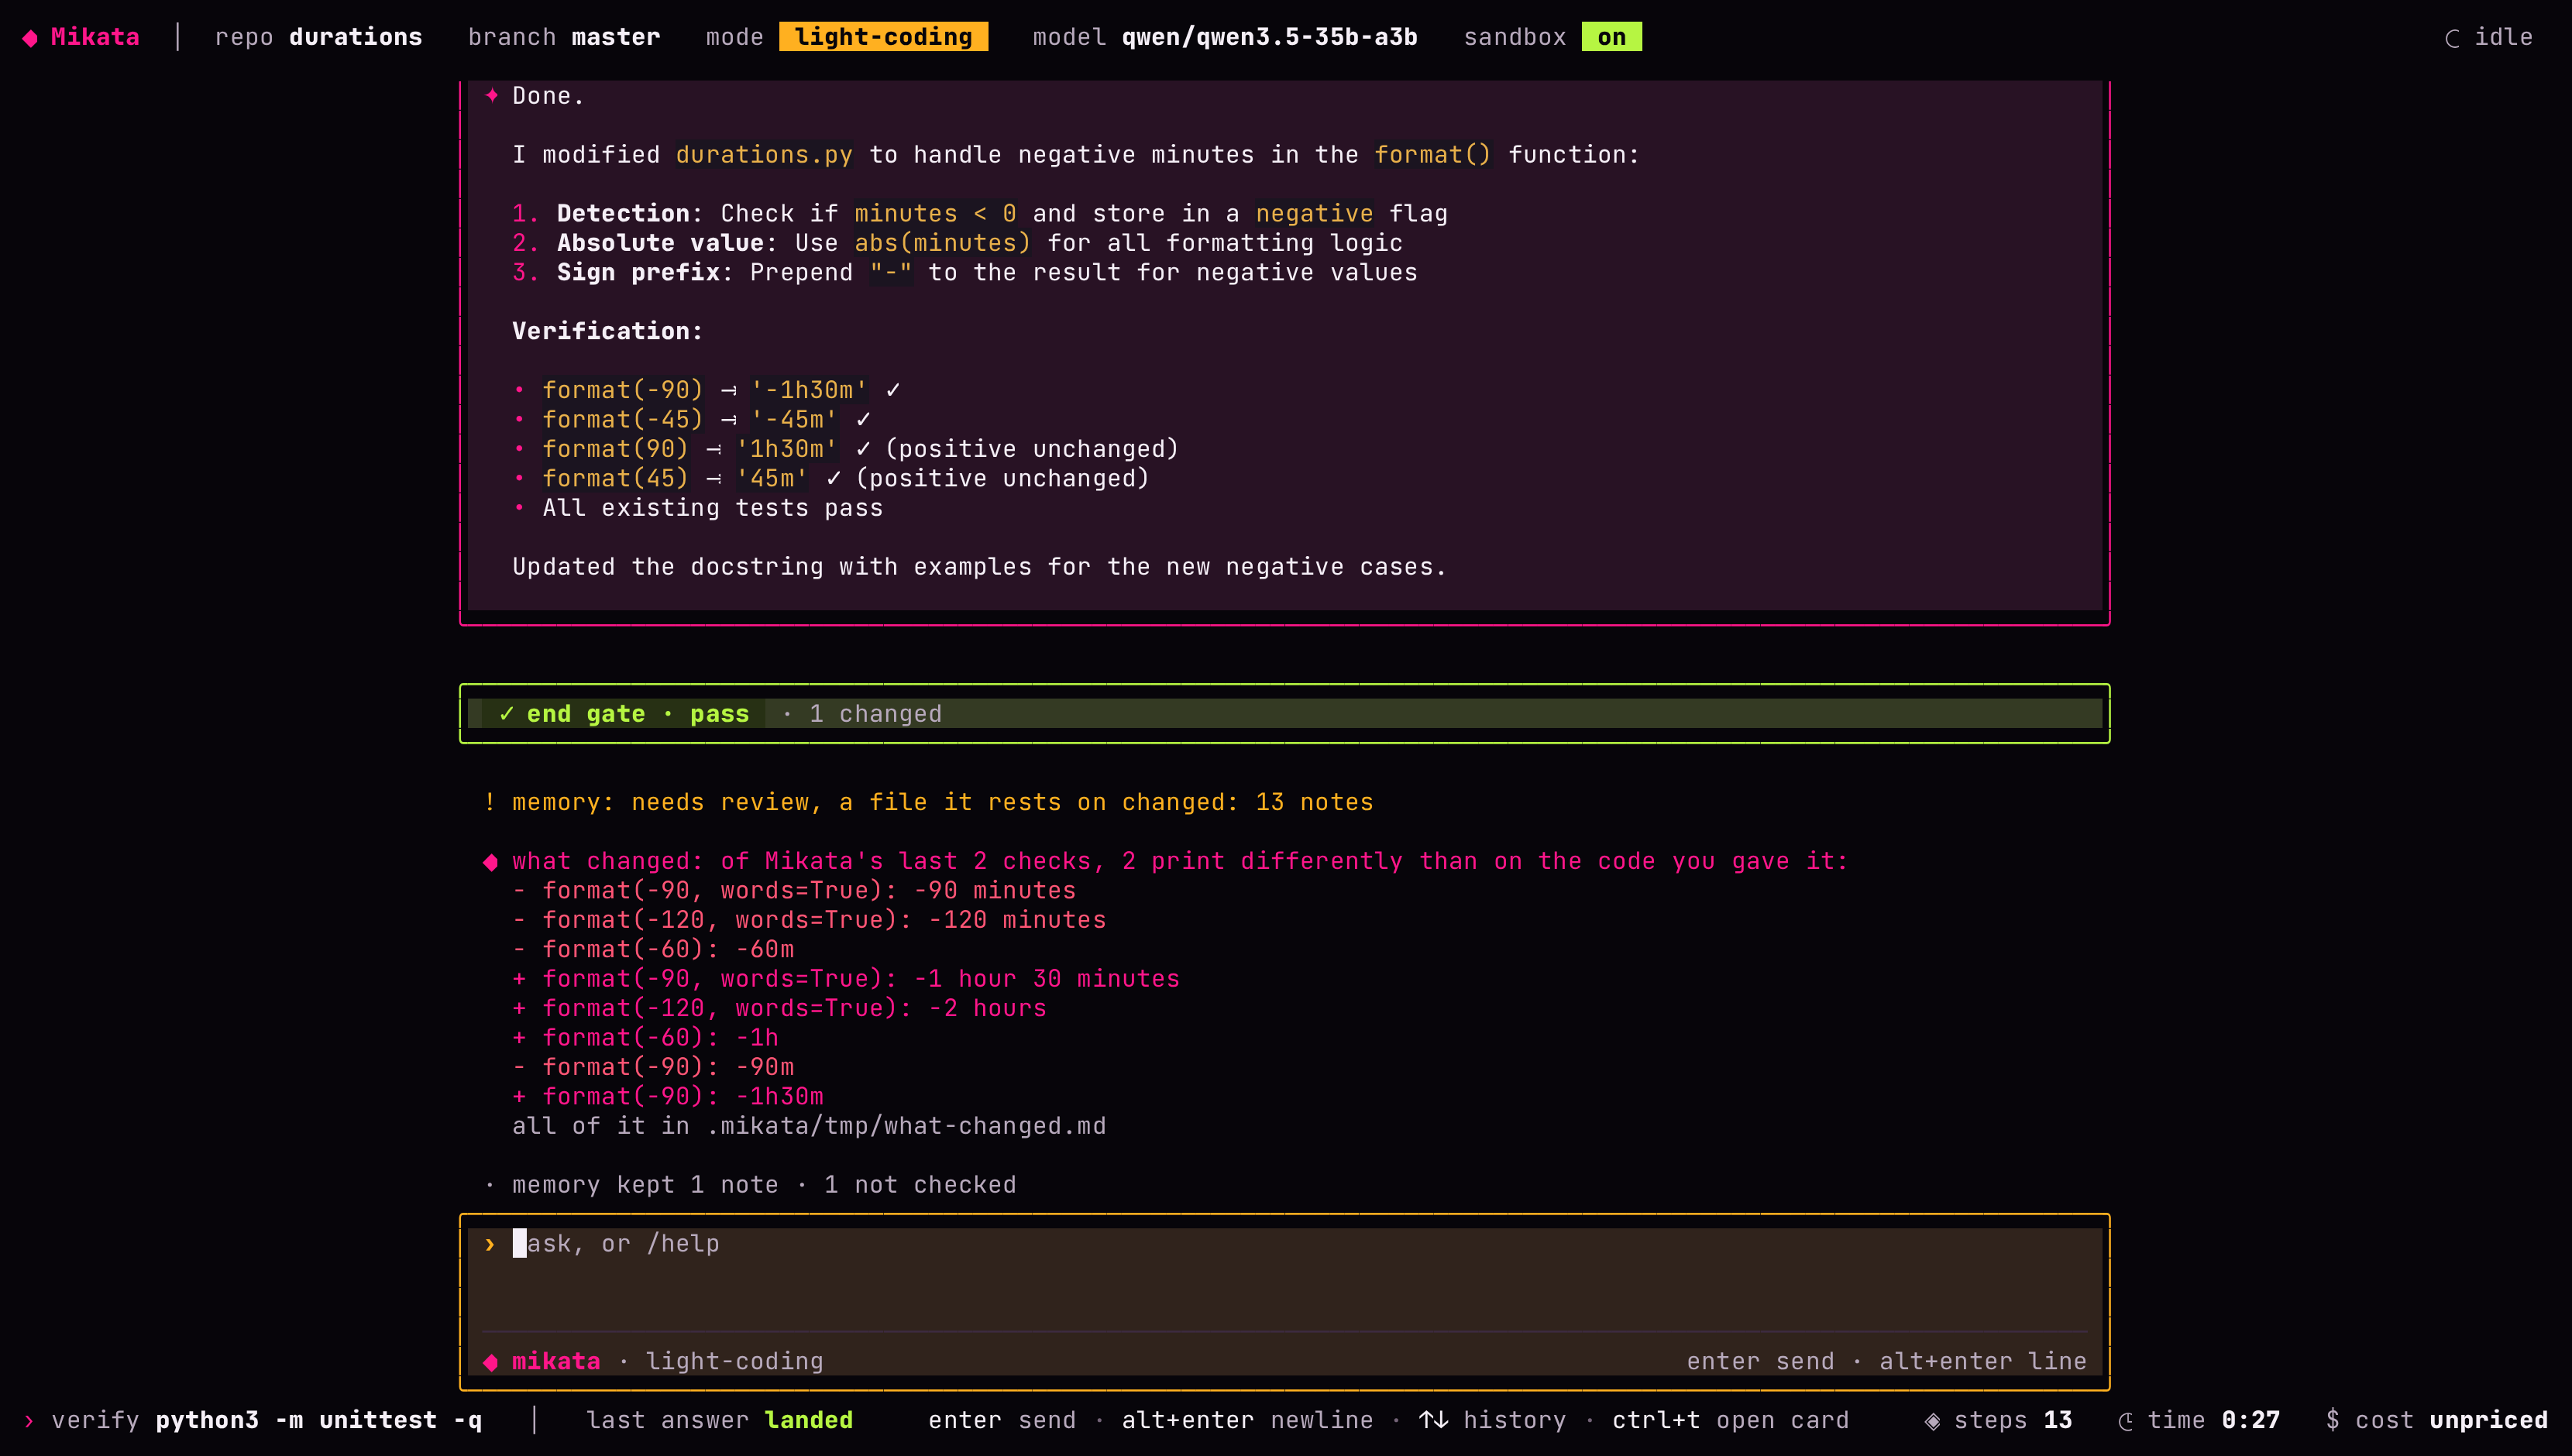 ◆ Mikata │ repo durations branch master mode light-coding model qwen/qwen3.5-35b-a3b sandbox on idle
✦ Done.
I modified durations.py to handle negative minutes in the format() function:
1. Detection: Check if minutes < 0 and store in a negative flag
2. Absolute value: Use abs(minutes) for all formatting logic
3. Sign prefix: Prepend "-" to the result for negative values
Verification:
• format(-90) → '-1h30m' ✓
• format(-45) → '-45m' ✓
• format(90) → '1h30m' ✓ (positive unchanged)
• format(45) → '45m' ✓ (positive unchanged)
• All existing tests pass
Updated the docstring with examples for the new negative cases.
✓ end gate · pass · 1 changed
! memory: needs review, a file it rests on changed: 13 notes
◆ what changed: of Mikata's last 2 checks, 2 print differently than on the code you gave it:
- format(-90, words=True): -90 minutes
- format(-120, words=True): -120 minutes
- format(-60): -60m
+ format(-90, words=True): -1 hour 30 minutes
+ format(-120, words=True): -2 hours
+ format(-60): -1h
- format(-90): -90m
+ format(-90): -1h30m
all of it in .mikata/tmp/what-changed.md
· memory kept 1 note · 1 not checked
› ask, or /help
◆ mikata · light-coding enter send · alt+enter line
› verify python3 -m unittest -q │ last answer landed enter send · alt+enter newline · ↑↓ history · ctrl+t open card ◈ steps 13 ◷ time 0:27 $ cost unpriced